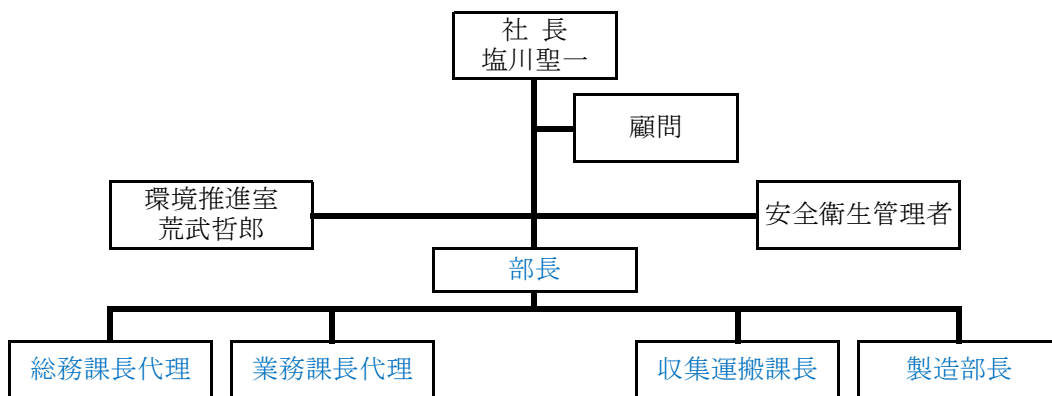 社 長
塩川聖一
顧問
環境推進室
荒武哲郎
安全衛生管理者
部長
総務課長代理
業務課長代理
収集運搬課長
製造部長